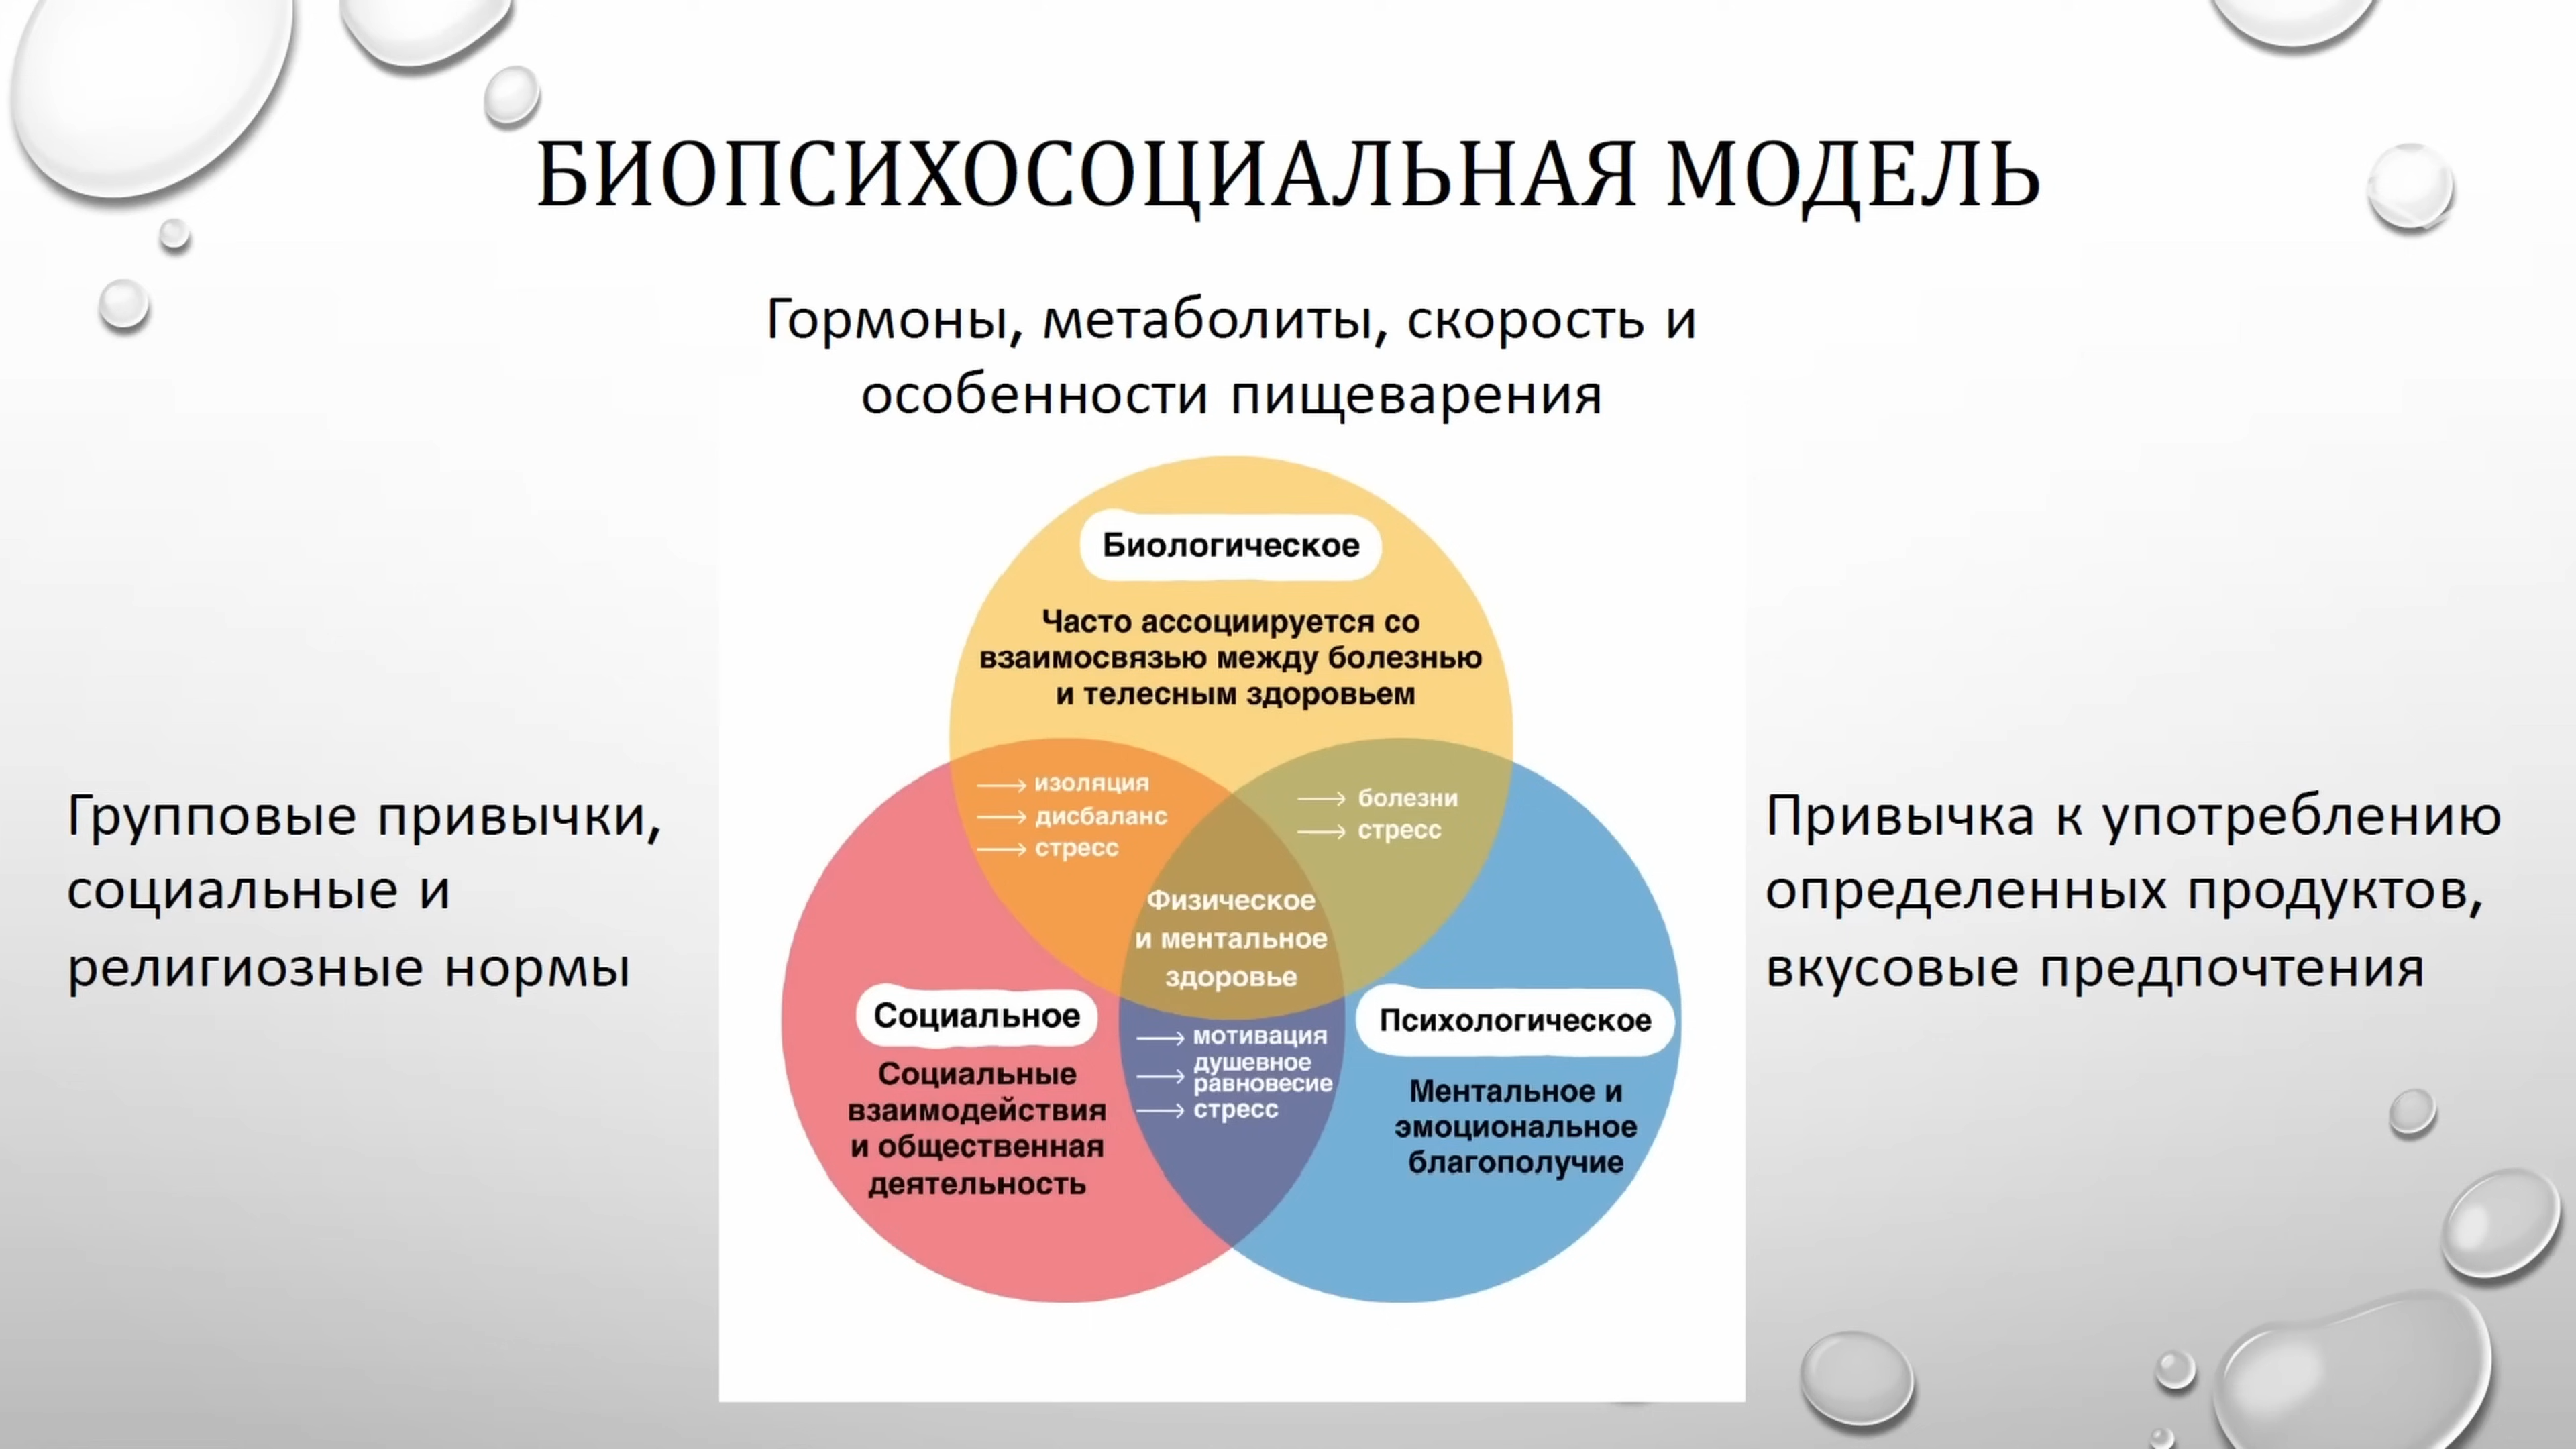 БИОПСИХОСОЦИАЛЬНАЯ МОДЕЛЬ
Гормоны, метаболиты, скорость и
особенности пищеварения
Биологическое
Часто ассоциируется со
взаимосвязью между болезнью
и телесным здоровьем
изоляция
дисбаланс
стресс
болезни
стресс
Групповые привычки,
социальные и
религиозные нормы
Физическое
и ментальное
здоровье
Привычка к употреблению
определенных продуктов,
вкусовые предпочтения
Социальное
Социальные
взаимодействия
и общественная
деятельность
мотивация
душевное
равновесие
стресс
Психологическое
Ментальное и
эмоциональное
благополучие